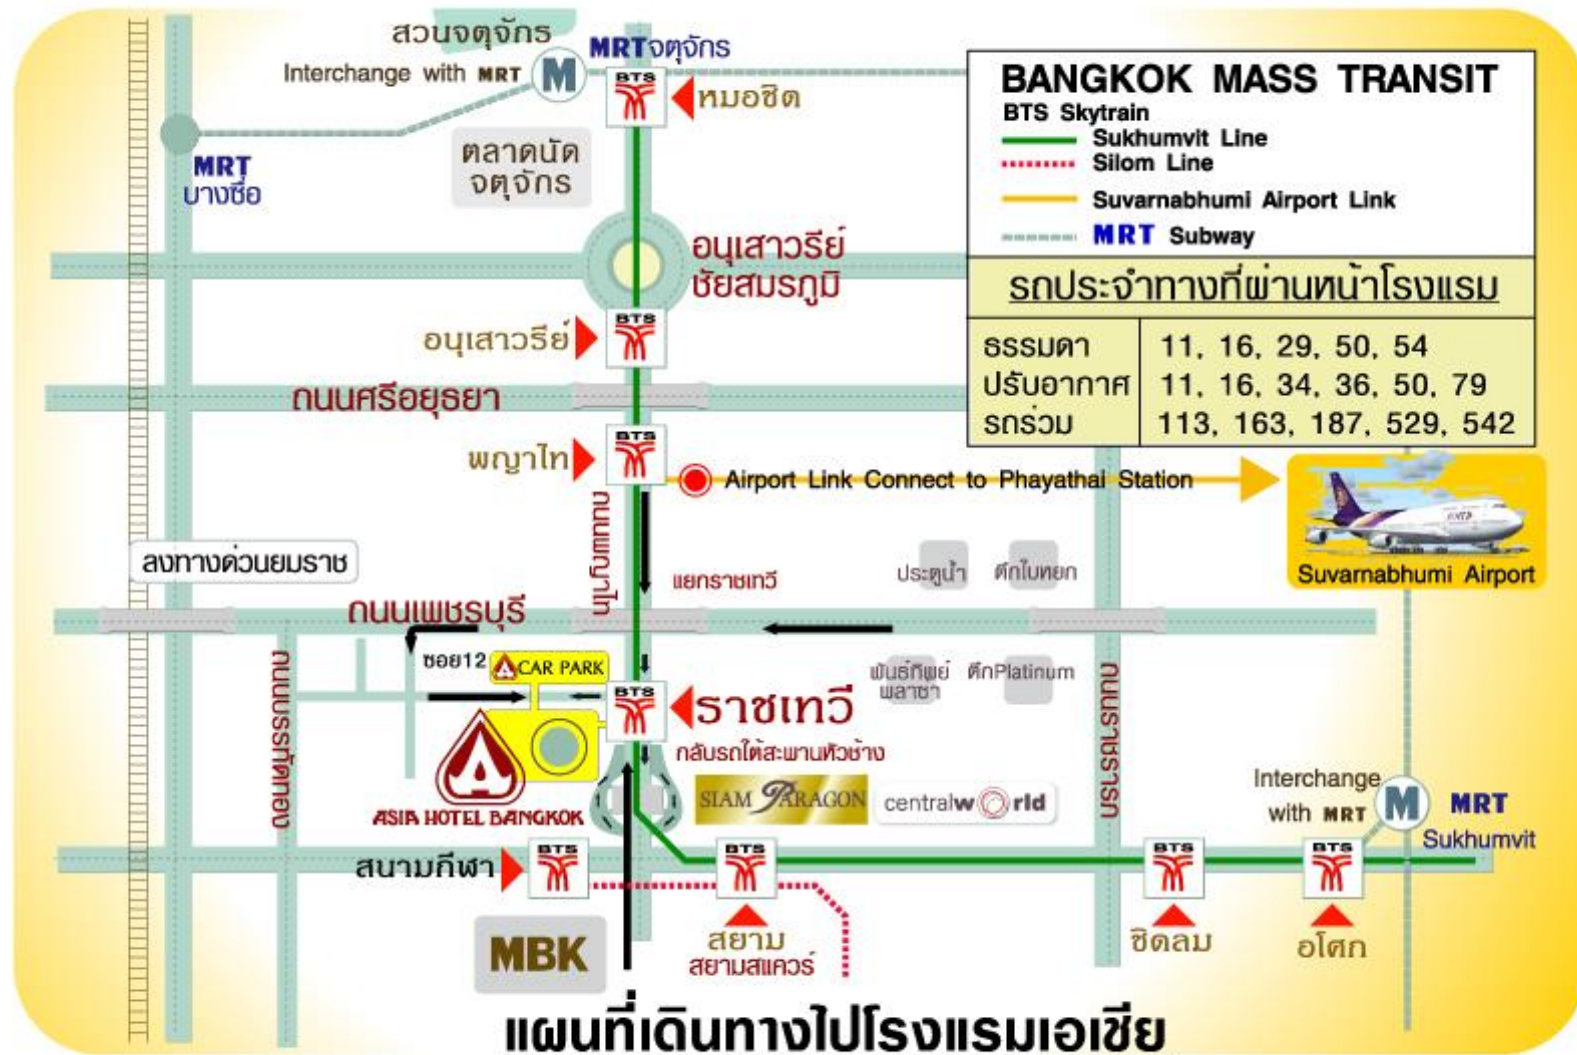 สวนจตุจักร
Interchange with MRT
M
MRTจตุจักร
BTS
หมอชิต
MRT
บางซื่อ
ตลาดนัด
จตุจักร
BANGKOK MASS TRANSIT
BTS Skytrain
Sukhumvit Line
Silom Line
Suvarnabhumi Airport Link
MRT Subway
รถประจำทางที่ผ่านหน้าโรงแรม
ธรรมดา 11, 16, 29, 50, 54
ปรับอากาศ 11, 16, 34, 36, 50, 79
รถร่วม 113, 163, 187, 529, 542
อนุเสาวรีย์
ชัยสมรภูมิ
อนุเสาวรีย์
BTS
ถนนศรีอยุธยา
พญาไท
BTS
Airport Link Connect to Phayathai Station
Suvarnabhumi Airport
ถนนพญาไท
ลงทางด่วนยมราช
แยกราชเทวี
ประตูน้ำ
ตึกใบหยก
ถนนเพชรบุรี
ซอย12
CAR PARK
BTS
ราชเทวี
กลับรถใต้สะพานหัวช้าง
พันธ์ทิพย์
พลาซา
ตึกPlatinum
ถนนบรรทัดทอง
ถนนราชปรารภ
ASIA HOTEL BANGKOK
SIAM PARAGON
centralworld
Interchange
with MRT
M
MRT
Sukhumvit
สนามกีฬา
BTS
BTS
BTS
BTS
MBK
สยาม
สยามสแควร์
ชิดลม
อโศก
แผนที่เดินทางไปโรงแรมเอเชีย